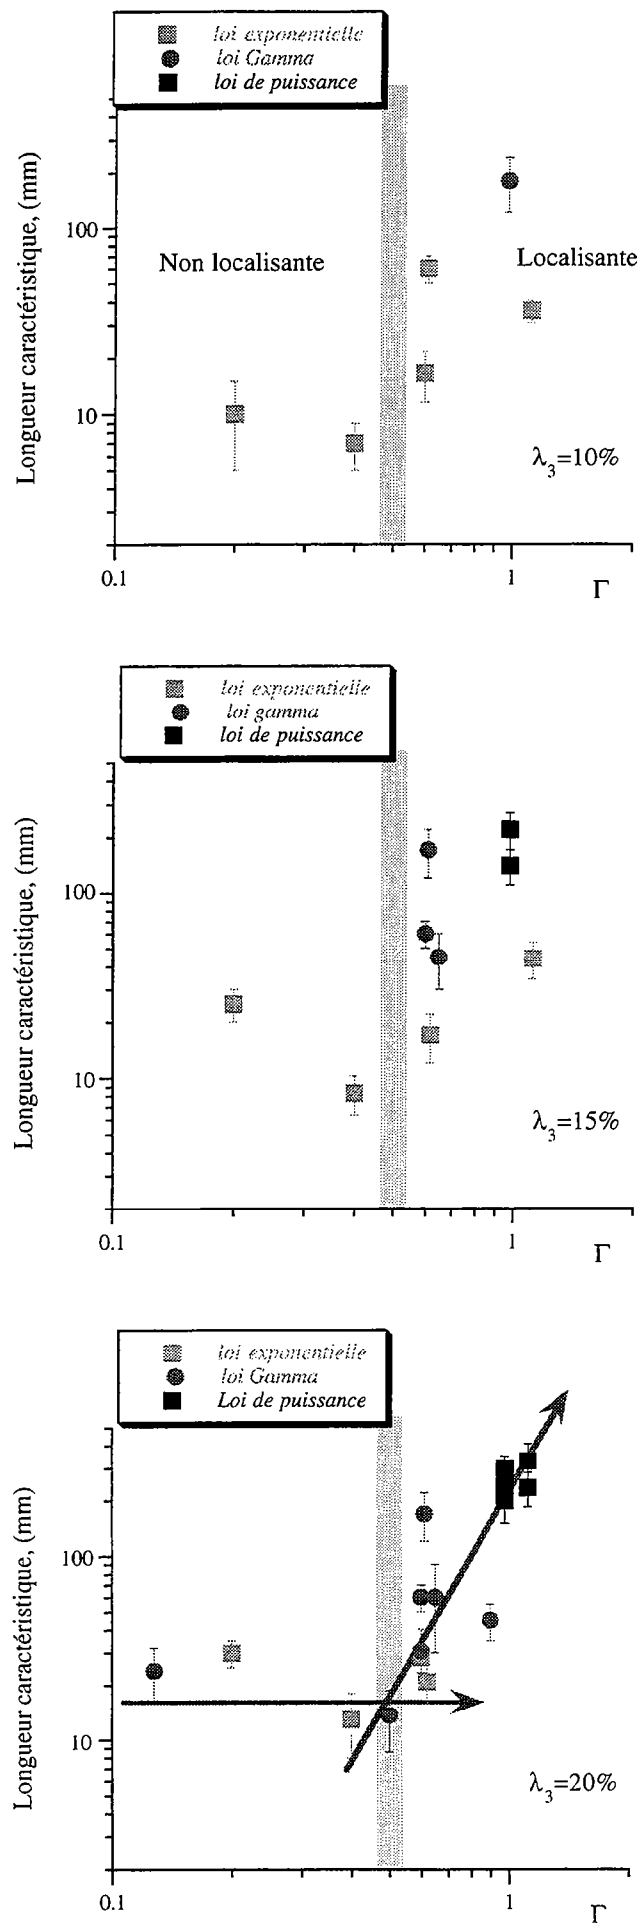 loi exponentielle
loi Gamma
loi de puissance
Longueur caractéristique, (mm)
100
10
Non localisante
Localisante
λ3=10%
0.1
1
Γ
loi exponentielle
loi gamma
loi de puissance
Longueur caractéristique, (mm)
100
10
λ3=15%
0.1
1
Γ
loi exponentielle
loi Gamma
Loi de puissance
Longueur caractéristique, (mm)
100
10
λ3=20%
0.1
1
Γ